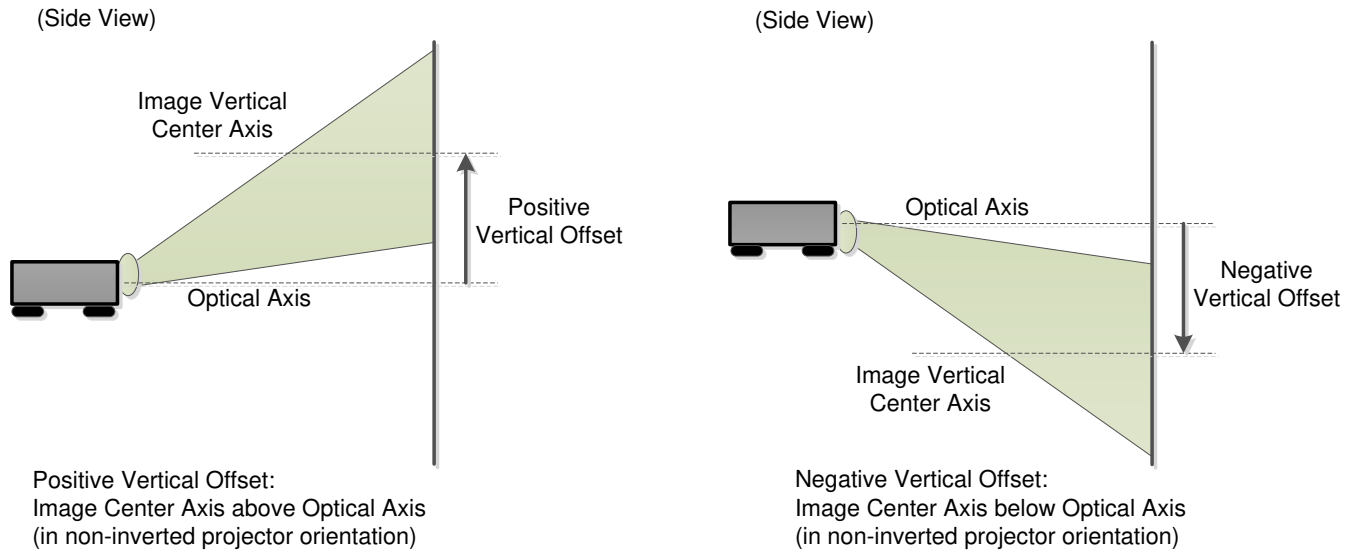 (Side View)
Image Vertical
Center Axis
Positive
Vertical Offset
Optical Axis
Positive Vertical Offset:
Image Center Axis above Optical Axis
(in non-inverted projector orientation)
(Side View)
Optical Axis
Negative
Vertical Offset
Image Vertical
Center Axis
Negative Vertical Offset:
Image Center Axis below Optical Axis
(in non-inverted projector orientation)